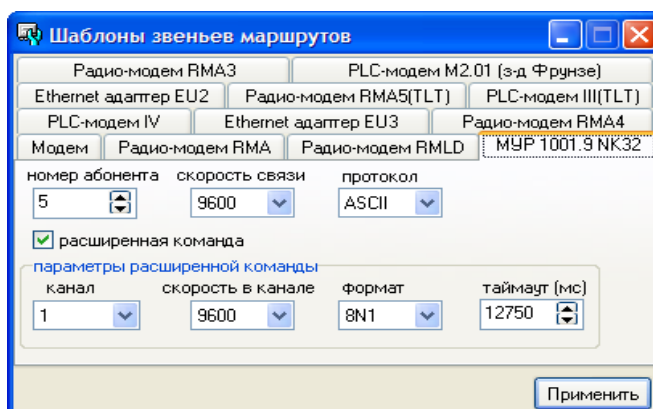 Шаблоны звеньев маршрутов
Радио-модем RMA3 PLC-модем М2.01 (з-д Фрунзе)
Ethernet адаптер EU2 Радио-модем RMA5(TLT) PLC-модем III(TLT)
PLC-модем IV Ethernet адаптер EU3 Радио-модем RMA4
Модем Радио-модем RMA Радио-модем RMLD МУР 1001.9 NK32
номер абонента скорость связи протокол
5 9600 ASCII
расширенная команда
параметры расширенной команды
канал скорость в канале формат таймаут (мс)
1 9600 8N1 12750
Применить